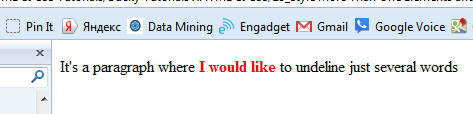 Pin It Яндекс Data Mining Engadget Gmail Google Voice
It's a paragraph where I would like to undeline just several words